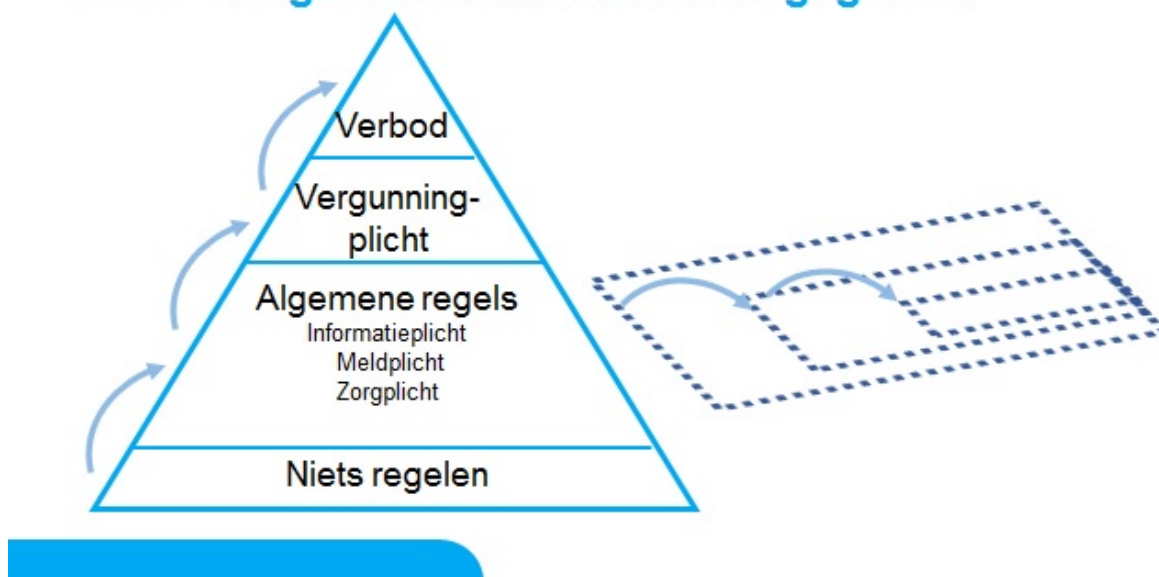 Verbod
Vergunning-
plicht
Algemene regels
Informatieplicht
Meldplicht
Zorgplicht
Niets regelen